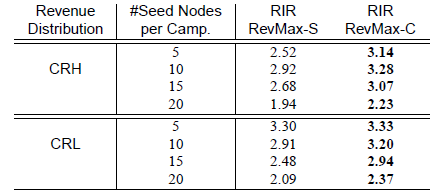 Revenue #Seed Nodes RIR RIR
Distribution per Camp. RevMax-S RevMax-C
5 2.52 3.14
CRH 10 2.92 3.28
15 2.68 3.07
20 1.94 2.23
5 3.30 3.33
CRL 10 2.91 3.20
15 2.48 2.94
20 2.09 2.37